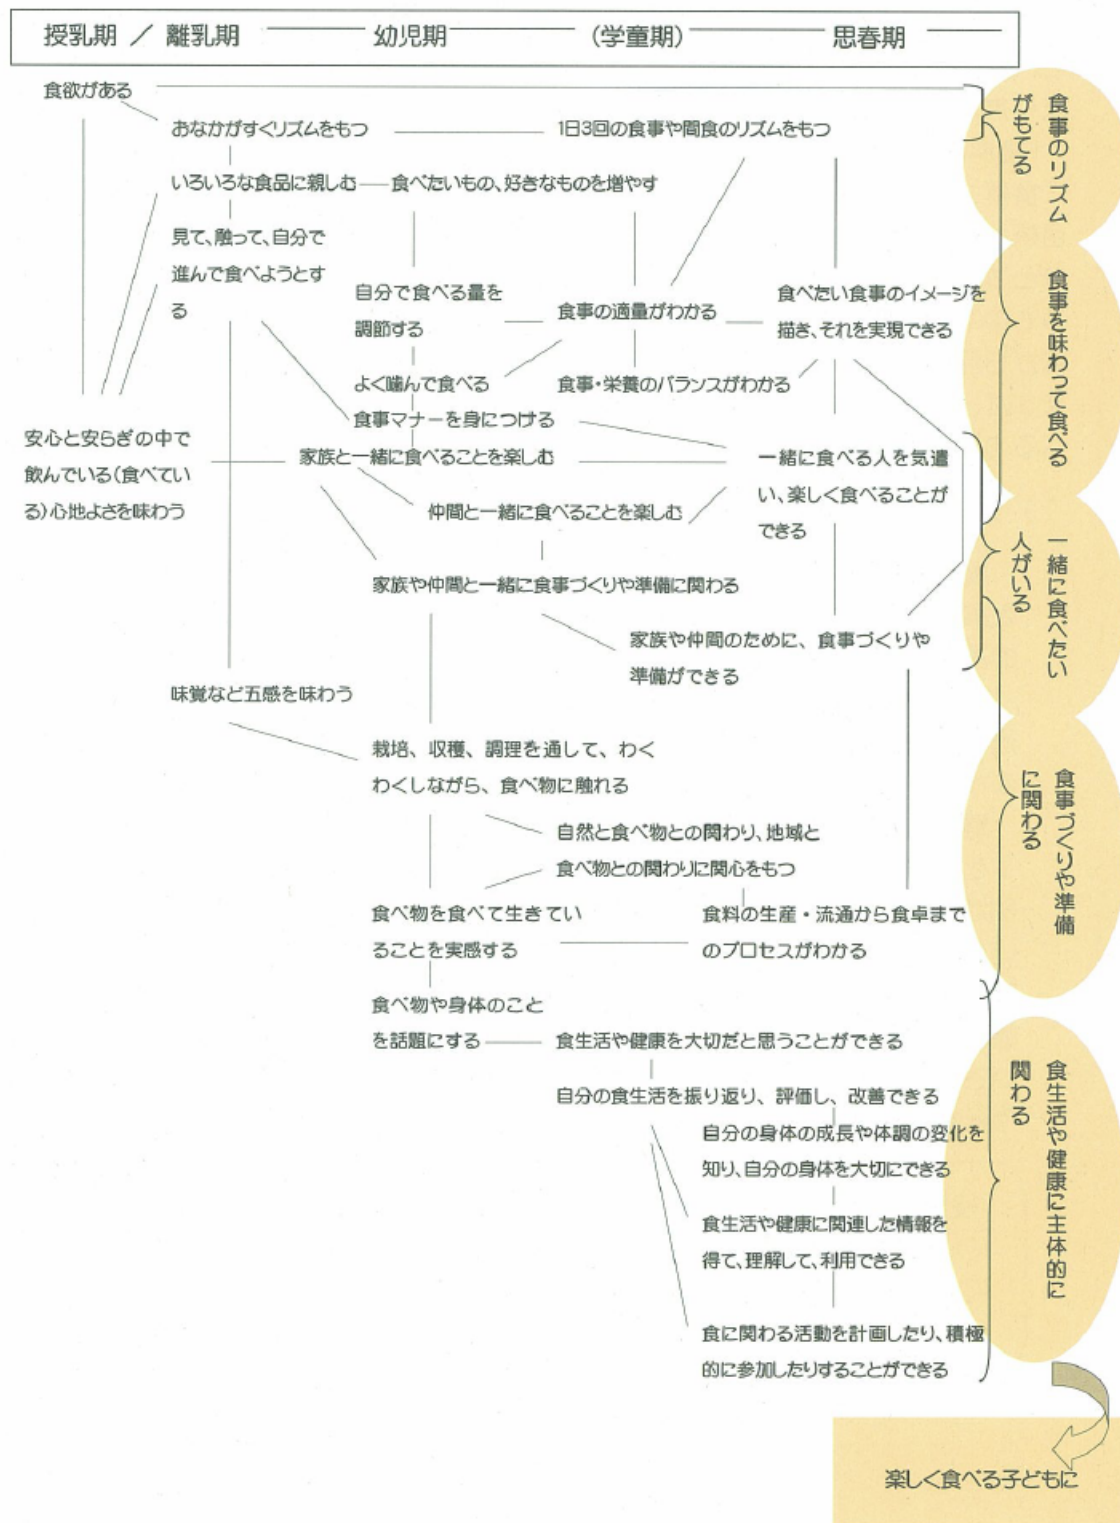 授乳期 / 離乳期 幼児期 (学童期) 思春期
食欲がある
おなかがすくリズムをもつ
1日3回の食事や間食のリズムをもつ
いろいろな食品に親しむ
食べたいもの、好きなものを増やす
見て、触って、自分で
進んで食べようとす
る
自分で食べる量を
調節する
食事の適量がわかる
食べたい食事のイメージを
描き、それを実現できる
よく噛んで食べる
食事・栄養のバランスがわかる
食事マナーを身につける
安心と安らぎの中で
飲んでいる(食べてい
る)心地よさを味わう
家族と一緒に食べることを楽しむ
一緒に食べる人を気遣
い、楽しく食べることが
できる
仲間と一緒に食べることを楽しむ
家族や仲間と一緒に食事づくりや準備に関わる
家族や仲間のために、食事づくりや
準備ができる
味覚など五感を味わう
栽培、収穫、調理を通して、わく
わくしながら、食べ物に触れる
自然と食べ物との関わり、地域と
食べ物との関わりに関心をもつ
食べ物を食べて生きてい
ることを実感する
食料の生産・流通から食卓まで
のプロセスがわかる
食べ物や身体のこと
を話題にする
食生活や健康を大切だと思うことができる
自分の食生活を振り返り、評価し、改善できる
自分の身体の成長や体調の変化を
知り、自分の身体を大切にできる
食生活や健康に関連した情報を
得て、理解して、利用できる
食に関わる活動を計画したり、積極
的に参加したりすることができる
食事のリズム
がもてる
食事を味わって食べる
一緒に食べたい
人がいる
食事づくりや準備
に関わる
食生活や健康に主体的に
関わる
楽しく食べる子どもに